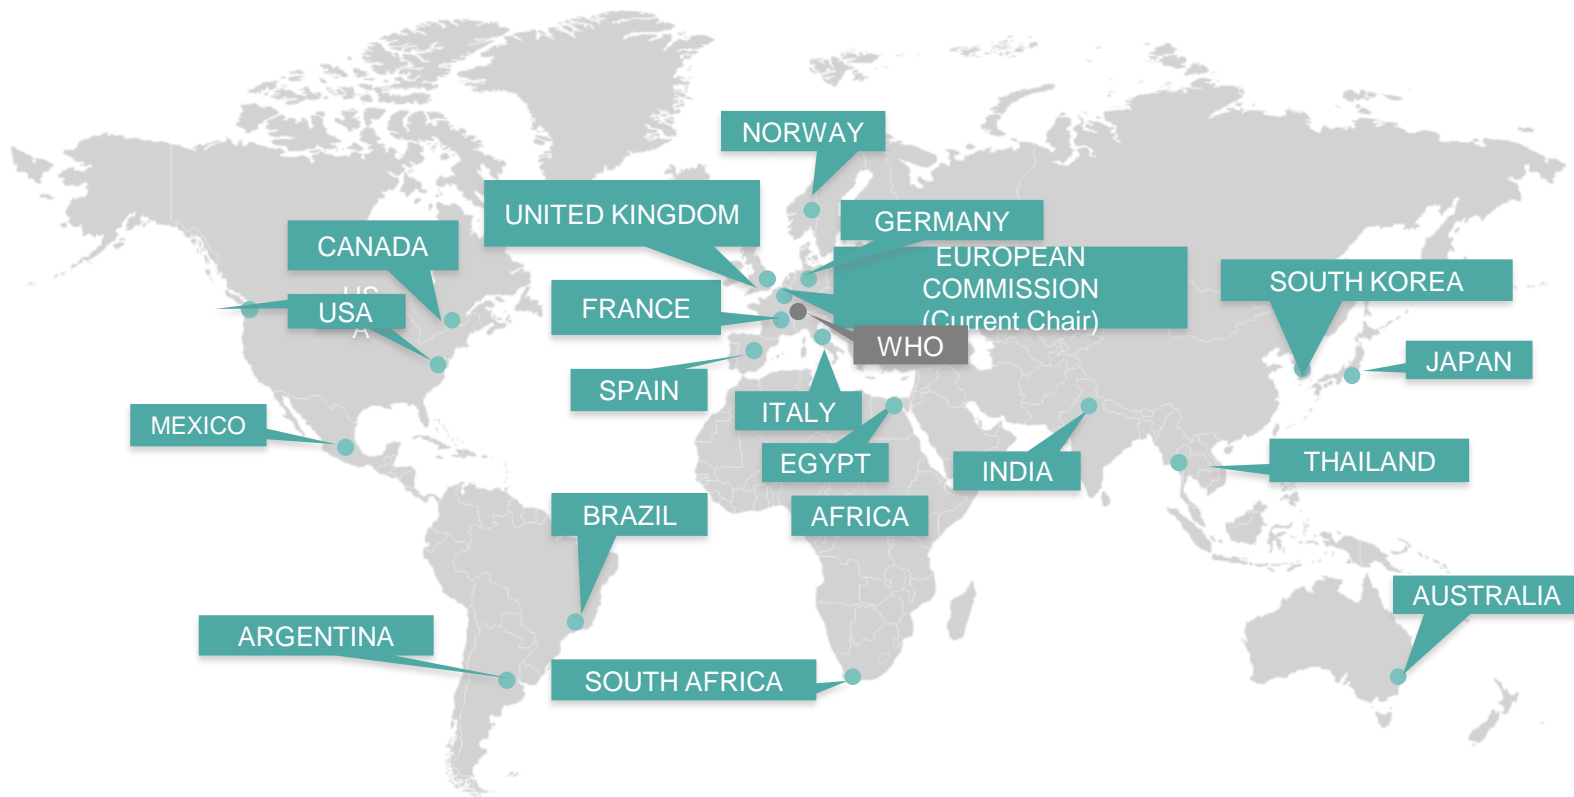 NORWAY
UNITED KINGDOM
GERMANY
CANADA
EUROPEAN
COMMISSION
(Current Chair)
SOUTH KOREA
US
A
USA
FRANCE
WHO
JAPAN
SPAIN
ITALY
MEXICO
EGYPT
INDIA
THAILAND
BRAZIL
AFRICA
AUSTRALIA
ARGENTINA
SOUTH AFRICA